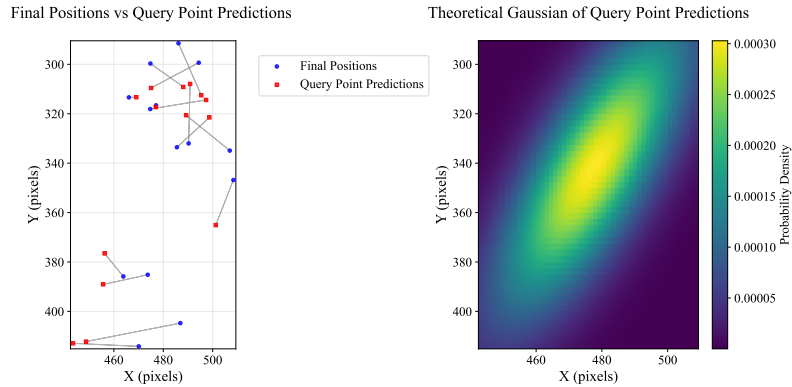 Final Positions vs Query Point Predictions
300
320
340
360
380
400
460
480
500
X (pixels)
Y (pixels)
Final Positions
Query Point Predictions
Theoretical Gaussian of Query Point Predictions
300
320
340
360
380
400
460
480
500
X (pixels)
Y (pixels)
0.00030
0.00025
0.00020
0.00015
0.00010
0.00005
Probability Density